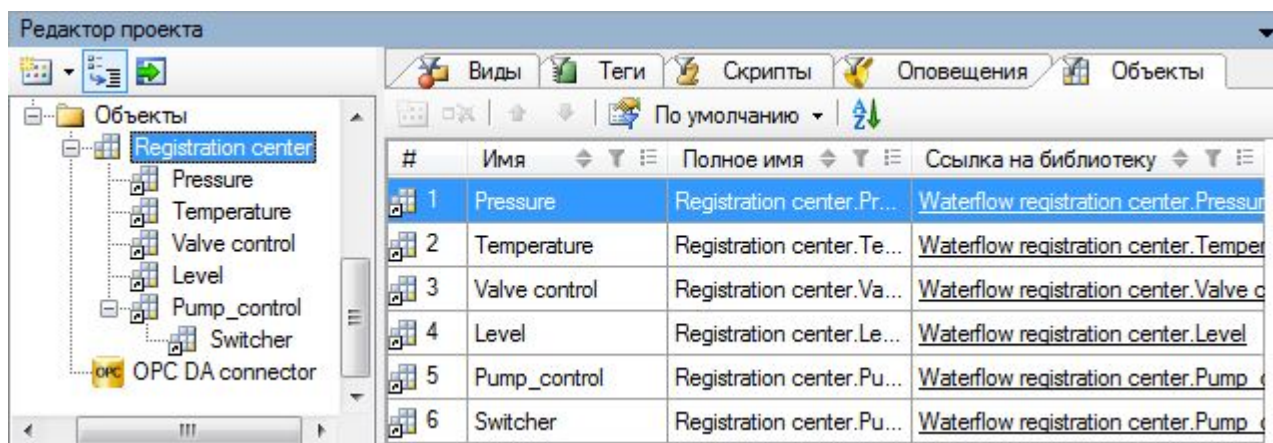 Редактор проекта
Виды Теги Скрипты Оповещения Объекты
По умолчанию
Объекты
Registration center
Pressure
Temperature
Valve control
Level
Pump_control
Switcher
OPC DA connector
# Имя Полное имя Ссылка на библиотеку
1 Pressure Registration center.Pr... Waterflow registration center.Pressur
2 Temperature Registration center.Te... Waterflow registration center.Temper
3 Valve control Registration center.Va... Waterflow registration center.Valve c
4 Level Registration center.Le... Waterflow registration center.Level
5 Pump_control Registration center.Pu... Waterflow registration center.Pump_c
6 Switcher Registration center.Pu... Waterflow registration center.Pump_c